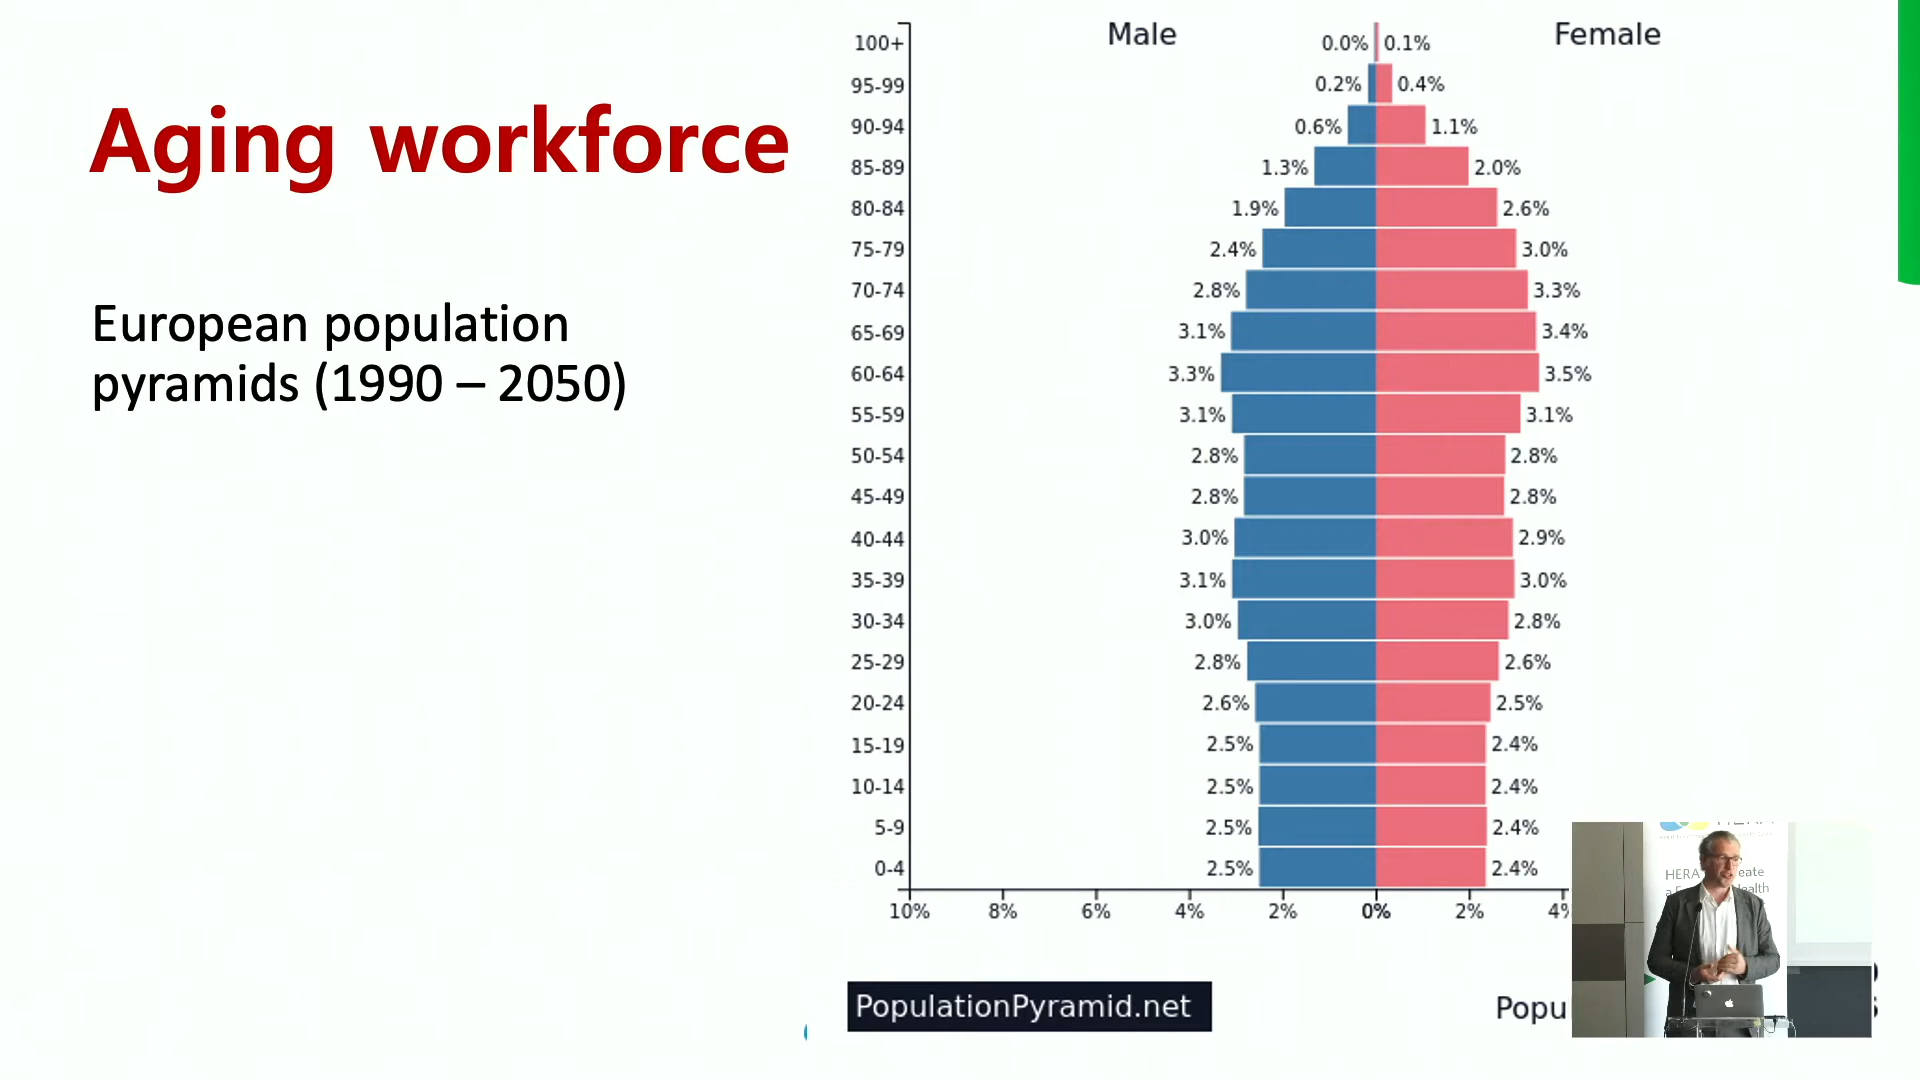 Aging workforce
European population
pyramids (1990 – 2050)
Male Female
100+ 0.0% 0.1%
95-99 0.2% 0.4%
90-94 0.6% 1.1%
85-89 1.3% 2.0%
80-84 1.9% 2.6%
75-79 2.4% 3.0%
70-74 2.8% 3.3%
65-69 3.1% 3.4%
60-64 3.3% 3.5%
55-59 3.1% 3.1%
50-54 2.8% 2.8%
45-49 2.8% 2.8%
40-44 3.0% 2.9%
35-39 3.1% 3.0%
30-34 3.0% 2.8%
25-29 2.8% 2.6%
20-24 2.6% 2.5%
15-19 2.5% 2.4%
10-14 2.5% 2.4%
5-9 2.5% 2.4%
0-4 2.5% 2.4%
10% 8% 6% 4% 2% 0% 2% 4%
PopulationPyramid.net
Popu
HERA